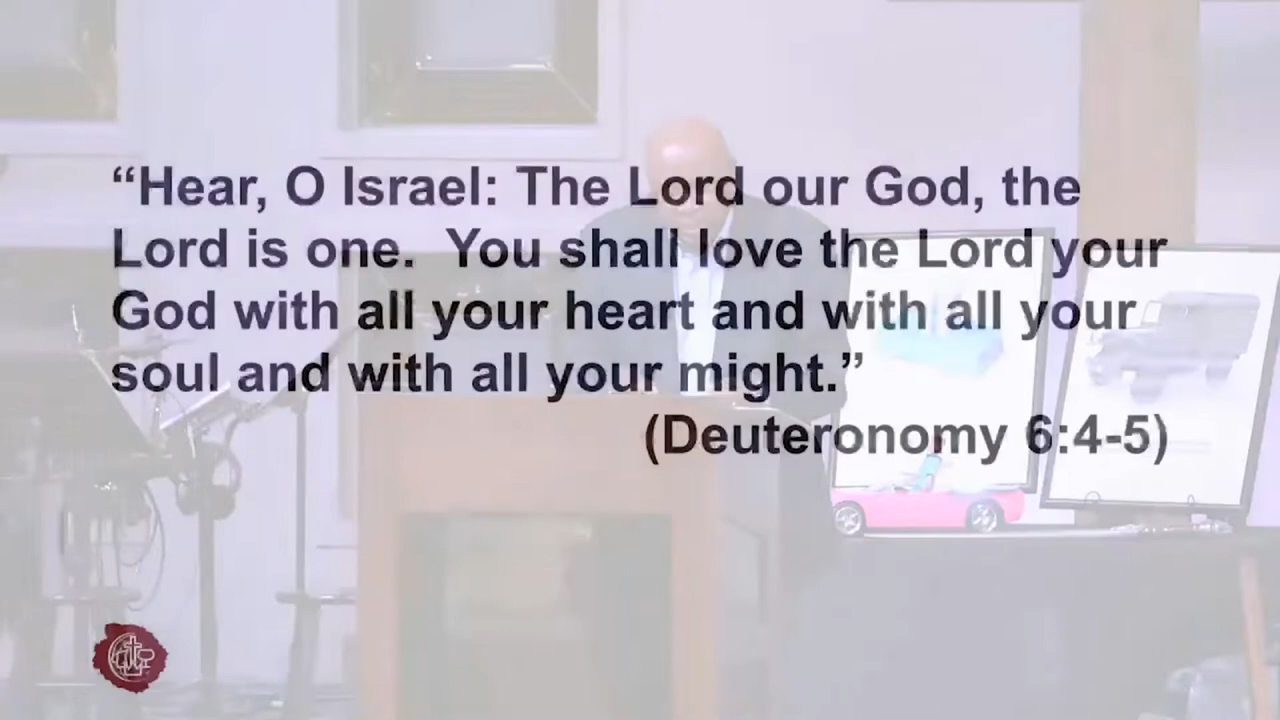 “Hear, O Israel: The Lord our God, the
Lord is one.  You shall love the Lord your
God with all your heart and with all your
soul and with all your might.”
(Deuteronomy 6:4-5)